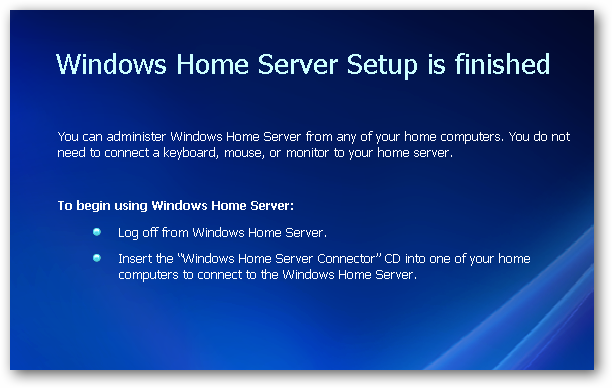 Windows Home Server Setup is finished
You can administer Windows Home Server from any of your home computers. You do not
need to connect a keyboard, mouse, or monitor to your home server.
To begin using Windows Home Server:
Log off from Windows Home Server.
Insert the “Windows Home Server Connector” CD into one of your home
computers to connect to the Windows Home Server.